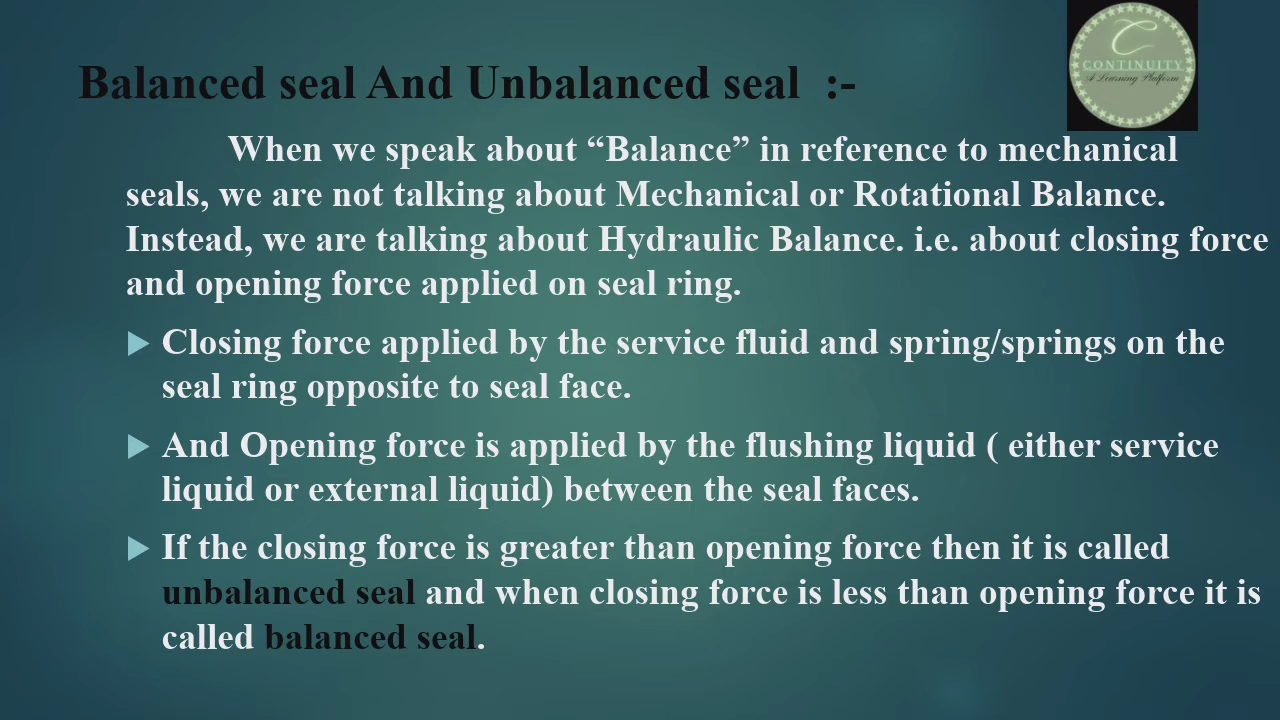 CONTINUITY
A Learning Platform
Balanced seal And Unbalanced seal :-
When we speak about “Balance” in reference to mechanical
seals, we are not talking about Mechanical or Rotational Balance.
Instead, we are talking about Hydraulic Balance. i.e. about closing force
and opening force applied on seal ring.
Closing force applied by the service fluid and spring/springs on the
seal ring opposite to seal face.
And Opening force is applied by the flushing liquid ( either service
liquid or external liquid) between the seal faces.
If the closing force is greater than opening force then it is called
unbalanced seal and when closing force is less than opening force it is
called balanced seal.